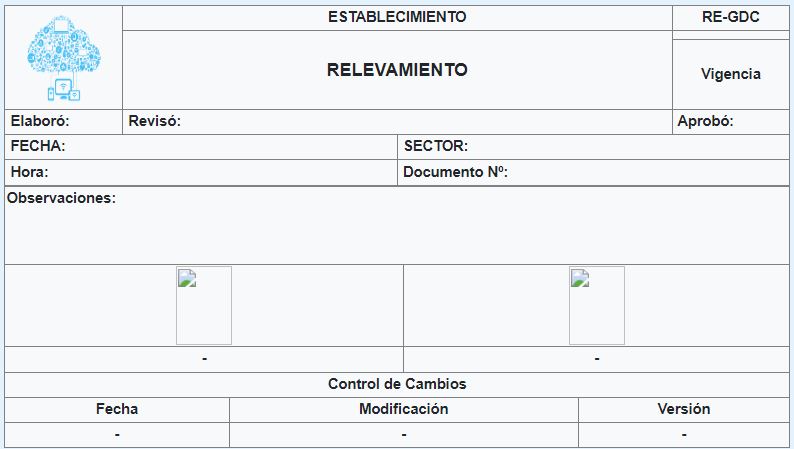 ESTABLECIMIENTO
RE-GDC
RELEVAMIENTO
Vigencia
Elaboró:
Revisó:
Aprobó:
FECHA:
SECTOR:
Hora:
Documento Nº:
Observaciones:
-
-
Control de Cambios
Fecha
Modificación
Versión
-
-
-